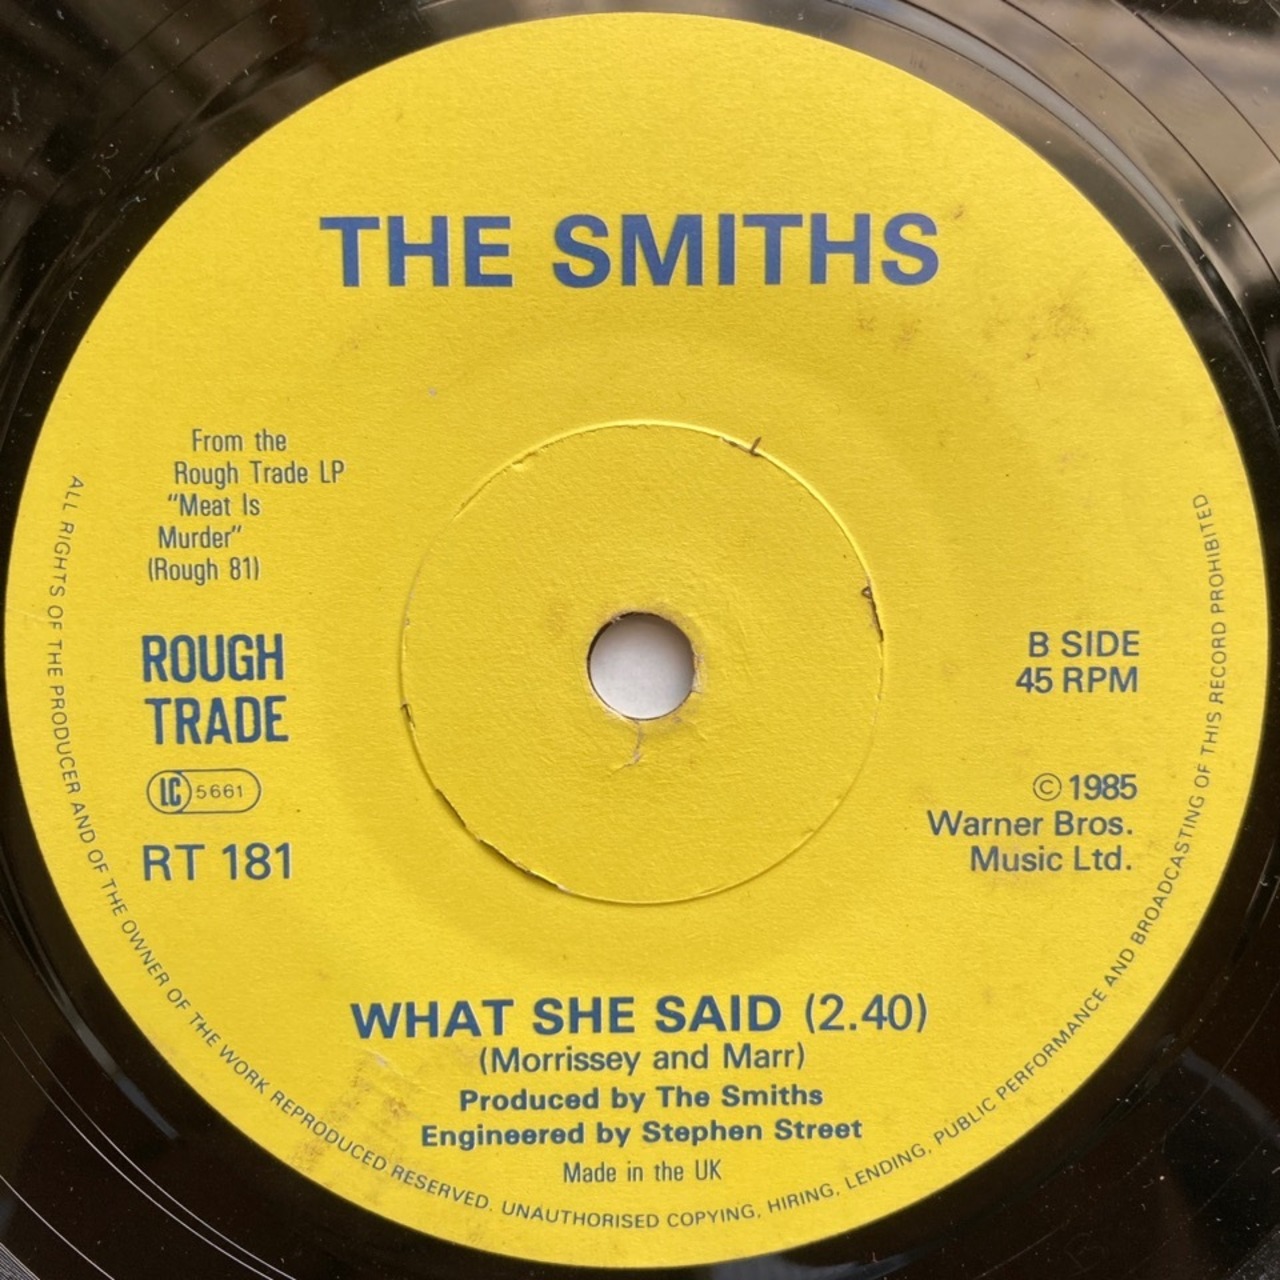 THE SMITHS
From the
Rough Trade LP
“Meat Is
Murder”
(Rough 81)
ROUGH
TRADE
LC 5661
RT 181
B SIDE
45 RPM
© 1985
Warner Bros.
Music Ltd.
WHAT SHE SAID (2.40)
(Morrissey and Marr)
Produced by The Smiths
Engineered by Stephen Street
Made in the UK
ALL RIGHTS OF THE PRODUCER AND OF THE OWNER OF THE WORK REPRODUCED RESERVED. UNAUTHORISED COPYING, HIRING, LENDING, PUBLIC PERFORMANCE AND BROADCASTING OF THIS RECORD PROHIBITED